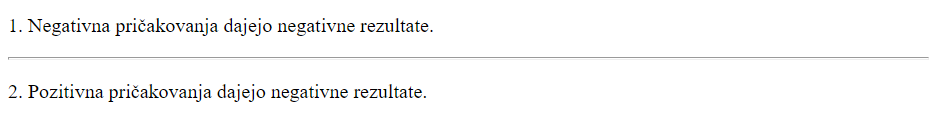 1. Negativna pričakovanja dajejo negativne rezultate.
2. Pozitivna pričakovanja dajejo negativne rezultate.